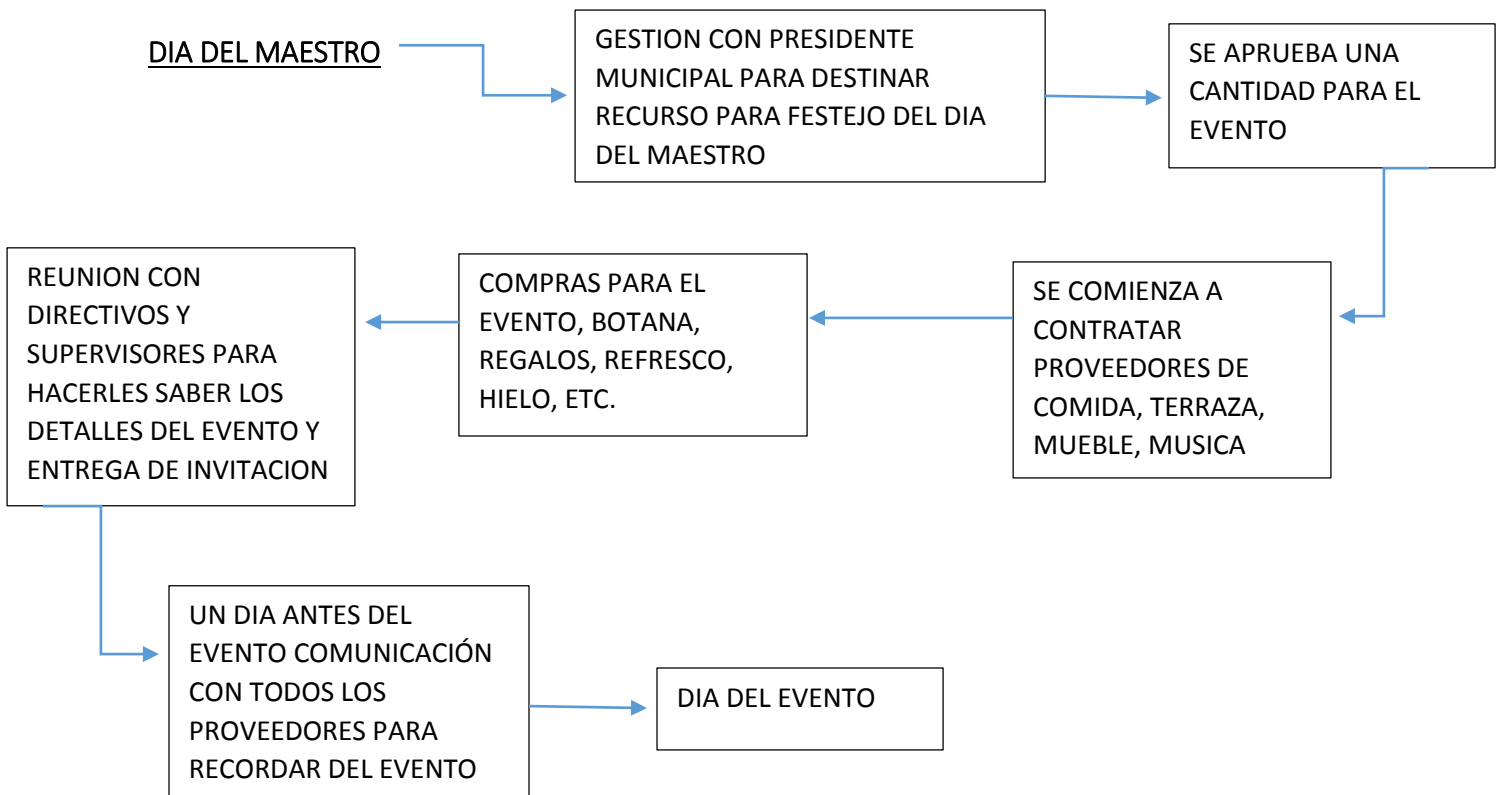 DIA DEL MAESTRO
GESTION CON PRESIDENTE
MUNICIPAL PARA DESTINAR
RECURSO PARA FESTEJO DEL DIA
DEL MAESTRO
SE APRUEBA UNA
CANTIDAD PARA EL
EVENTO
SE COMIENZA A
CONTRATAR
PROVEEDORES DE
COMIDA, TERRAZA,
MUEBLE, MUSICA
COMPRAS PARA EL
EVENTO, BOTANA,
REGALOS, REFRESCO,
HIELO, ETC.
REUNION CON
DIRECTIVOS Y
SUPERVISORES PARA
HACERLES SABER LOS
DETALLES DEL EVENTO Y
ENTREGA DE INVITACION
UN DIA ANTES DEL
EVENTO COMUNICACIÓN
CON TODOS LOS
PROVEEDORES PARA
RECORDAR DEL EVENTO
DIA DEL EVENTO